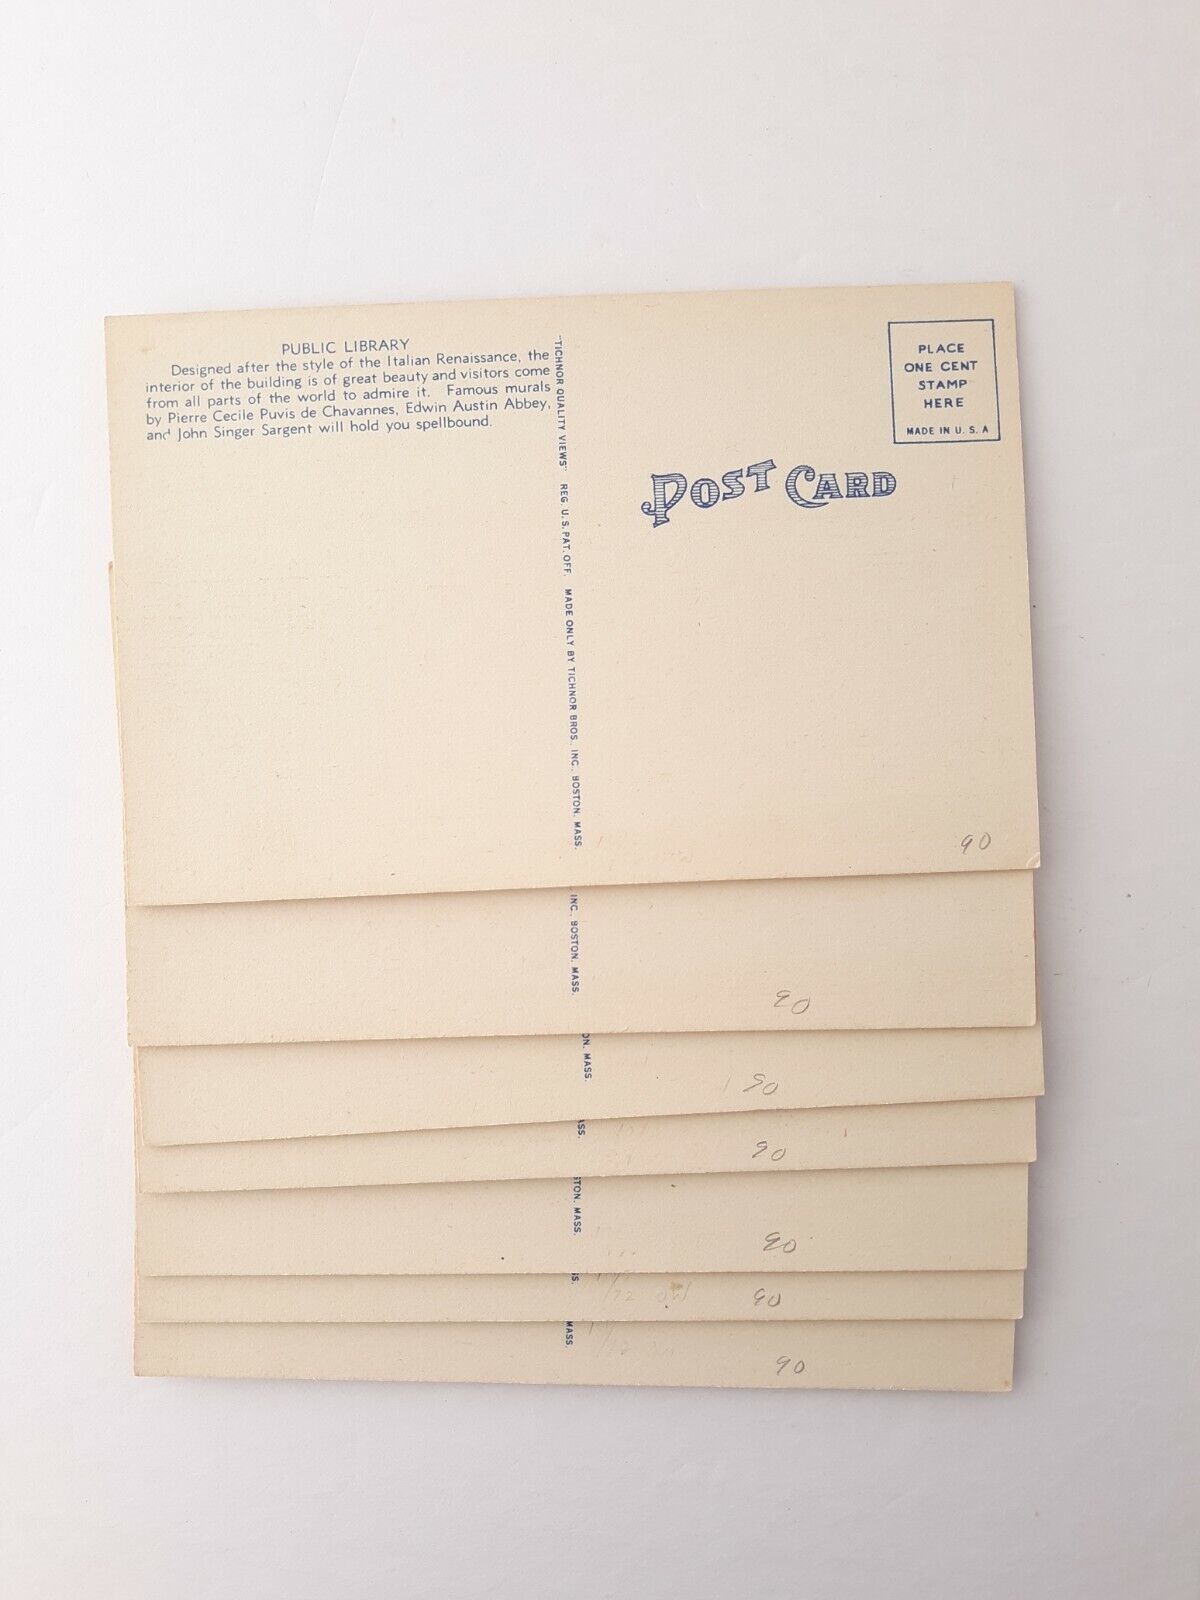 PUBLIC LIBRARY
Designed after the style of the Italian Renaissance, the
interior of the building is of great beauty and visitors come
from all parts of the world to admire it. Famous murals
by Pierre Cecile Puvis de Chavannes, Edwin Austin Abbey,
and John Singer Sargent will hold you spellbound.
"TICHNOR QUALITY VIEWS" REG. U. S. PAT. OFF. MADE ONLY BY TICHNOR BROS. INC., BOSTON, MASS.
PLACE
ONE CENT
STAMP
HERE
MADE IN U. S. A
POST CARD
90
INC., BOSTON, MASS.
90
ON, MASS.
90
ASS.
90
STON, MASS.
90
S.
90
MASS.
90